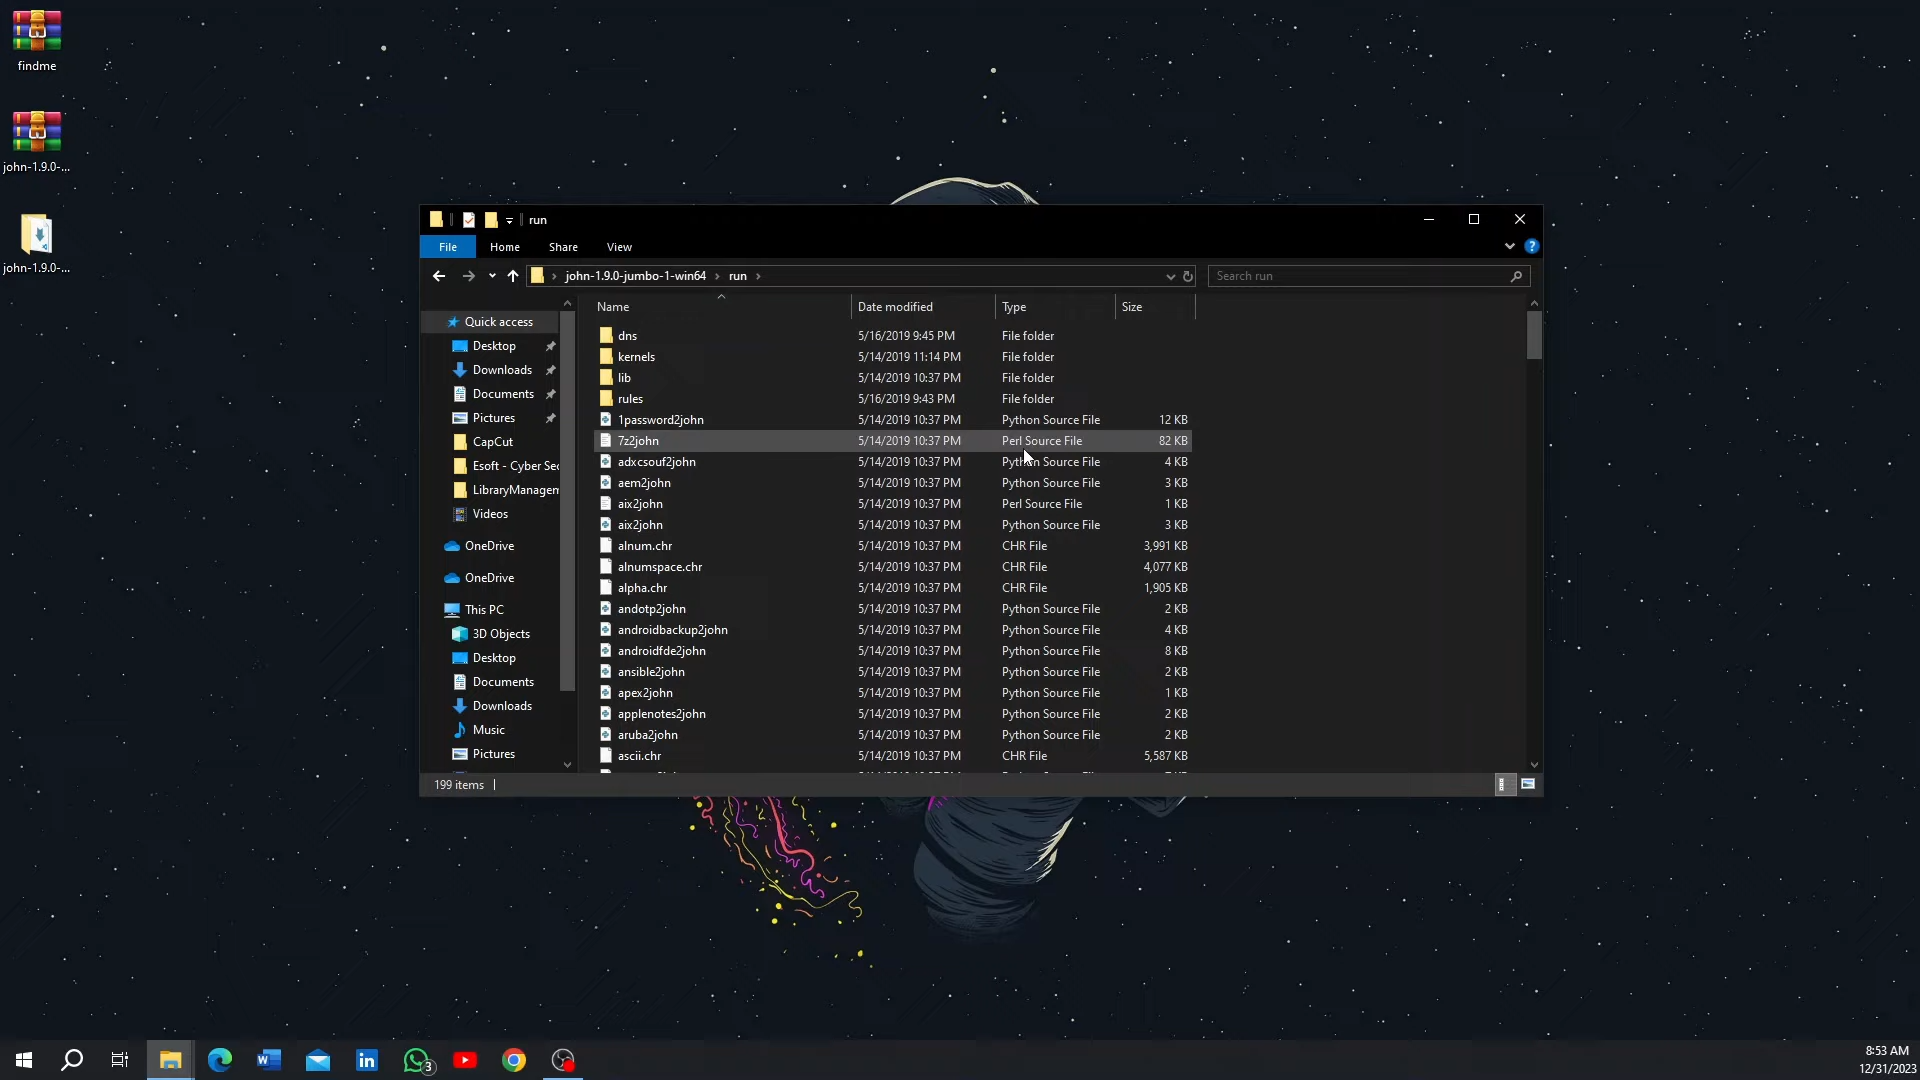 findme
john-1.9.0-...
john-1.9.0-...
run
File Home Share View
john-1.9.0-jumbo-1-win64 run
Search run
Name Date modified Type Size
Quick access
Desktop
Downloads
Documents
Pictures
CapCut
Esoft - Cyber Sec
LibraryManagem
Videos
OneDrive
OneDrive
This PC
3D Objects
Desktop
Documents
Downloads
Music
Pictures
dns 5/16/2019 9:45 PM File folder
kernels 5/14/2019 11:14 PM File folder
lib 5/14/2019 10:37 PM File folder
rules 5/16/2019 9:43 PM File folder
1password2john 5/14/2019 10:37 PM Python Source File 12 KB
7z2john 5/14/2019 10:37 PM Perl Source File 82 KB
adxcsouf2john 5/14/2019 10:37 PM Python Source File 4 KB
aem2john 5/14/2019 10:37 PM Python Source File 3 KB
aix2john 5/14/2019 10:37 PM Perl Source File 1 KB
aix2john 5/14/2019 10:37 PM Python Source File 3 KB
alnum.chr 5/14/2019 10:37 PM CHR File 3,991 KB
alnumspace.chr 5/14/2019 10:37 PM CHR File 4,077 KB
alpha.chr 5/14/2019 10:37 PM CHR File 1,905 KB
andotp2john 5/14/2019 10:37 PM Python Source File 2 KB
androidbackup2john 5/14/2019 10:37 PM Python Source File 4 KB
androidfde2john 5/14/2019 10:37 PM Python Source File 8 KB
ansible2john 5/14/2019 10:37 PM Python Source File 2 KB
apex2john 5/14/2019 10:37 PM Python Source File 1 KB
applenotes2john 5/14/2019 10:37 PM Python Source File 2 KB
aruba2john 5/14/2019 10:37 PM Python Source File 2 KB
ascii.chr 5/14/2019 10:37 PM CHR File 5,587 KB
199 items
3
8:53 AM
12/31/2023